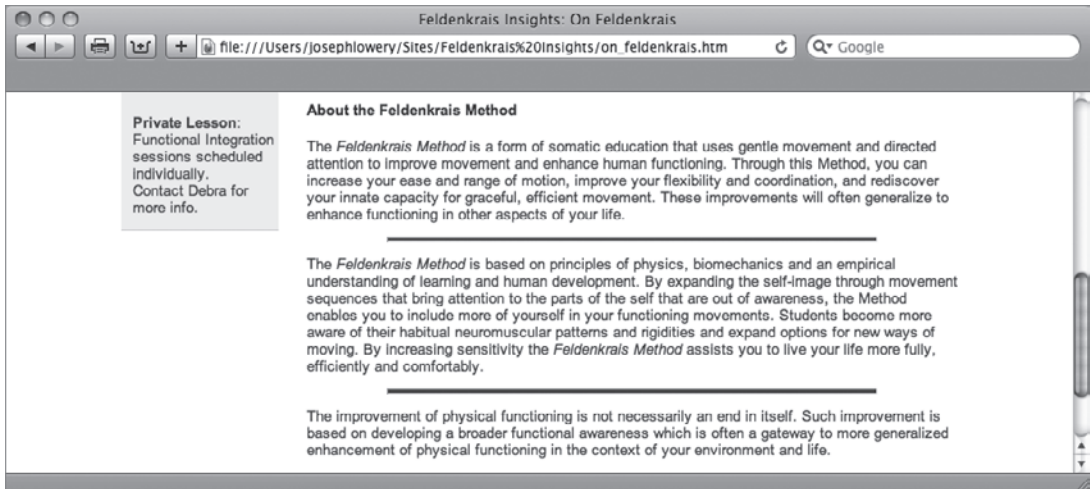 Feldenkrais Insights: On Feldenkrais
file:///Users/josephlowery/Sites/Feldenkrais%20Insights/on_feldenkrais.htm
Google
Private Lesson:
Functional Integration
sessions scheduled
individually.
Contact Debra for
more info.
About the Feldenkrais Method
The Feldenkrais Method is a form of somatic education that uses gentle movement and directed
attention to improve movement and enhance human functioning. Through this Method, you can
increase your ease and range of motion, improve your flexibility and coordination, and rediscover
your innate capacity for graceful, efficient movement. These improvements will often generalize to
enhance functioning in other aspects of your life.
The Feldenkrais Method is based on principles of physics, biomechanics and an empirical
understanding of learning and human development. By expanding the self-image through movement
sequences that bring attention to the parts of the self that are out of awareness, the Method
enables you to include more of yourself in your functioning movements. Students become more
aware of their habitual neuromuscular patterns and rigidities and expand options for new ways of
moving. By increasing sensitivity the Feldenkrais Method assists you to live your life more fully,
efficiently and comfortably.
The improvement of physical functioning is not necessarily an end in itself. Such improvement is
based on developing a broader functional awareness which is often a gateway to more generalized
enhancement of physical functioning in the context of your environment and life.